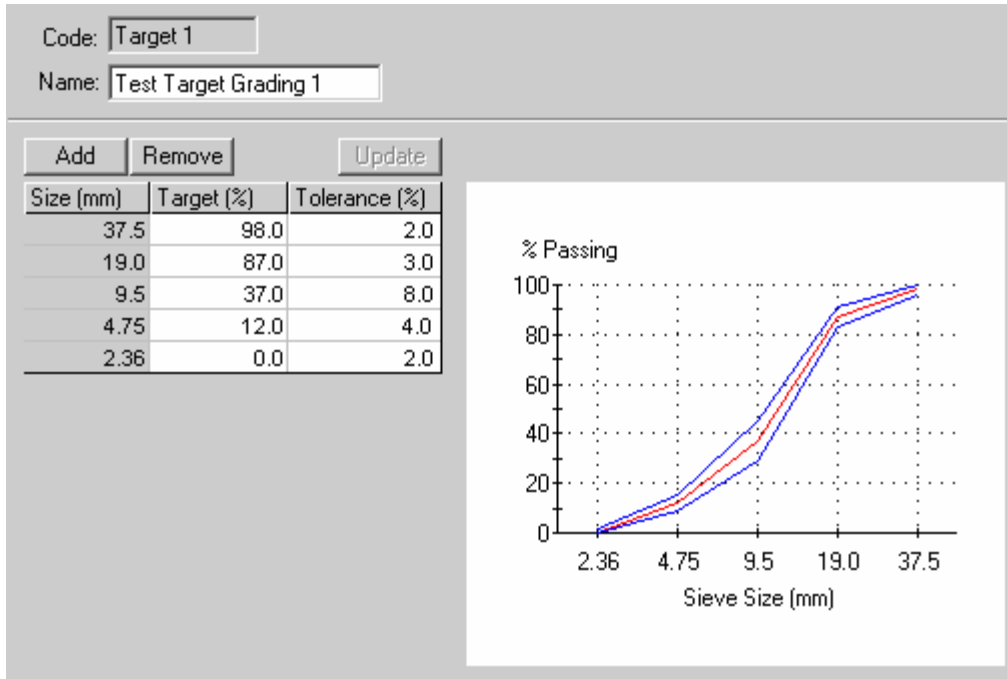 Code: Target 1
Name: Test Target Grading 1
Add Remove Update
Size (mm) Target (%) Tolerance (%)
37.5 98.0 2.0
19.0 87.0 3.0
9.5 37.0 8.0
4.75 12.0 4.0
2.36 0.0 2.0
% Passing
100
80
60
40
20
0
2.36 4.75 9.5 19.0 37.5
Sieve Size (mm)